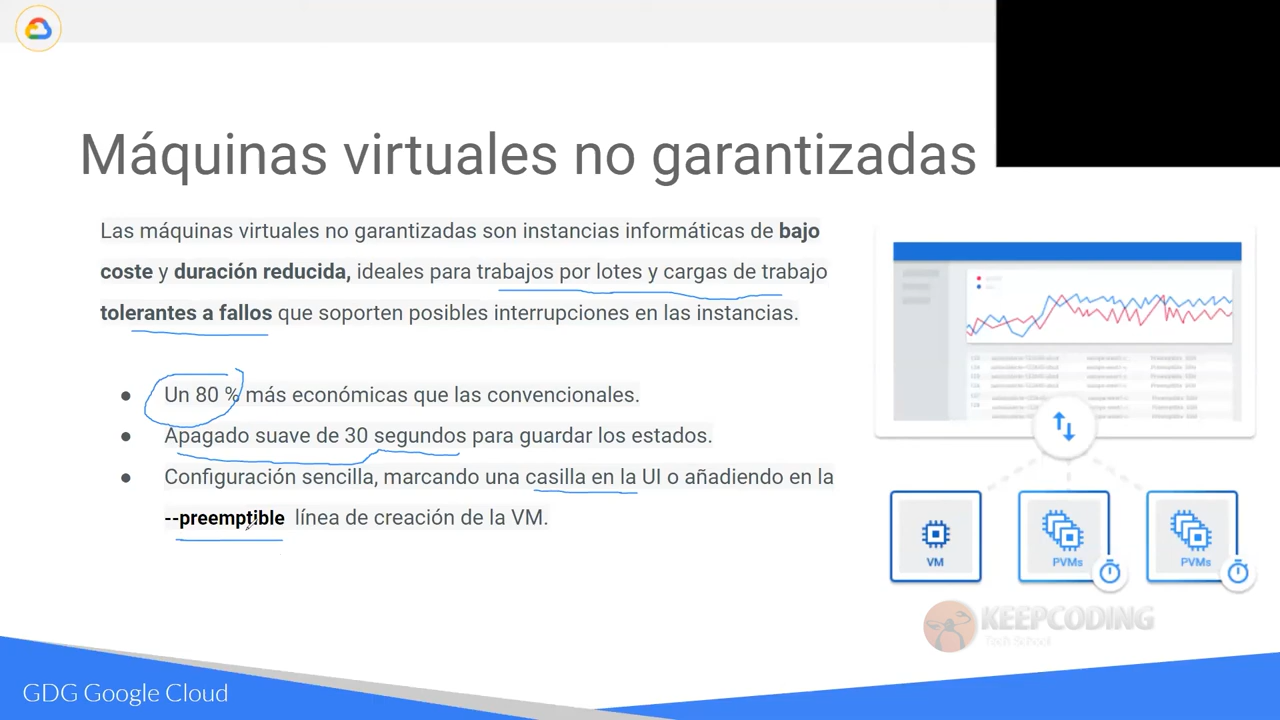 Máquinas virtuales no garantizadas
Las máquinas virtuales no garantizadas son instancias informáticas de bajo
coste y duración reducida, ideales para trabajos por lotes y cargas de trabajo
tolerantes a fallos que soporten posibles interrupciones en las instancias.
● Un 80 % más económicas que las convencionales.
● Apagado suave de 30 segundos para guardar los estados.
● Configuración sencilla, marcando una casilla en la UI o añadiendo en la
--preemptible línea de creación de la VM.
VM
PVMs
PVMs
KEEPCODING
Tech School
GDG Google Cloud